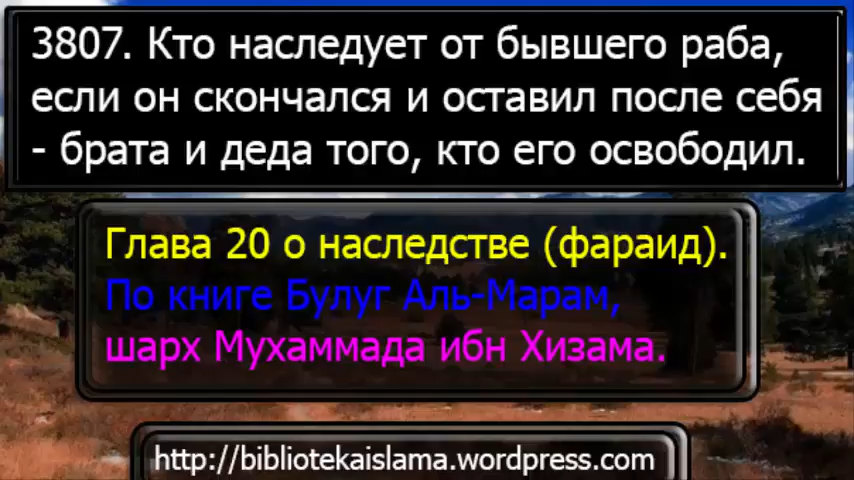 3807. Кто наследует от бывшего раба,
если он скончался и оставил после себя
- брата и деда того, кто его освободил.
Глава 20 о наследстве (фараид).
По книге Булуг Аль-Марам,
шарх Мухаммада ибн Хизама.
http://bibliotekaislama.wordpress.com